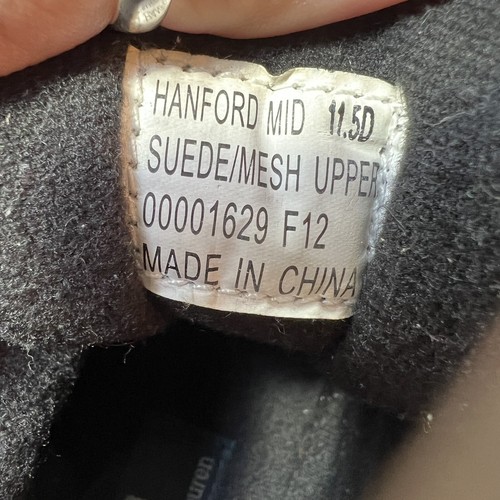 HANFORD MID 11.5D
SUEDE/MESH UPPER
00001629 F12
MADE IN CHINA